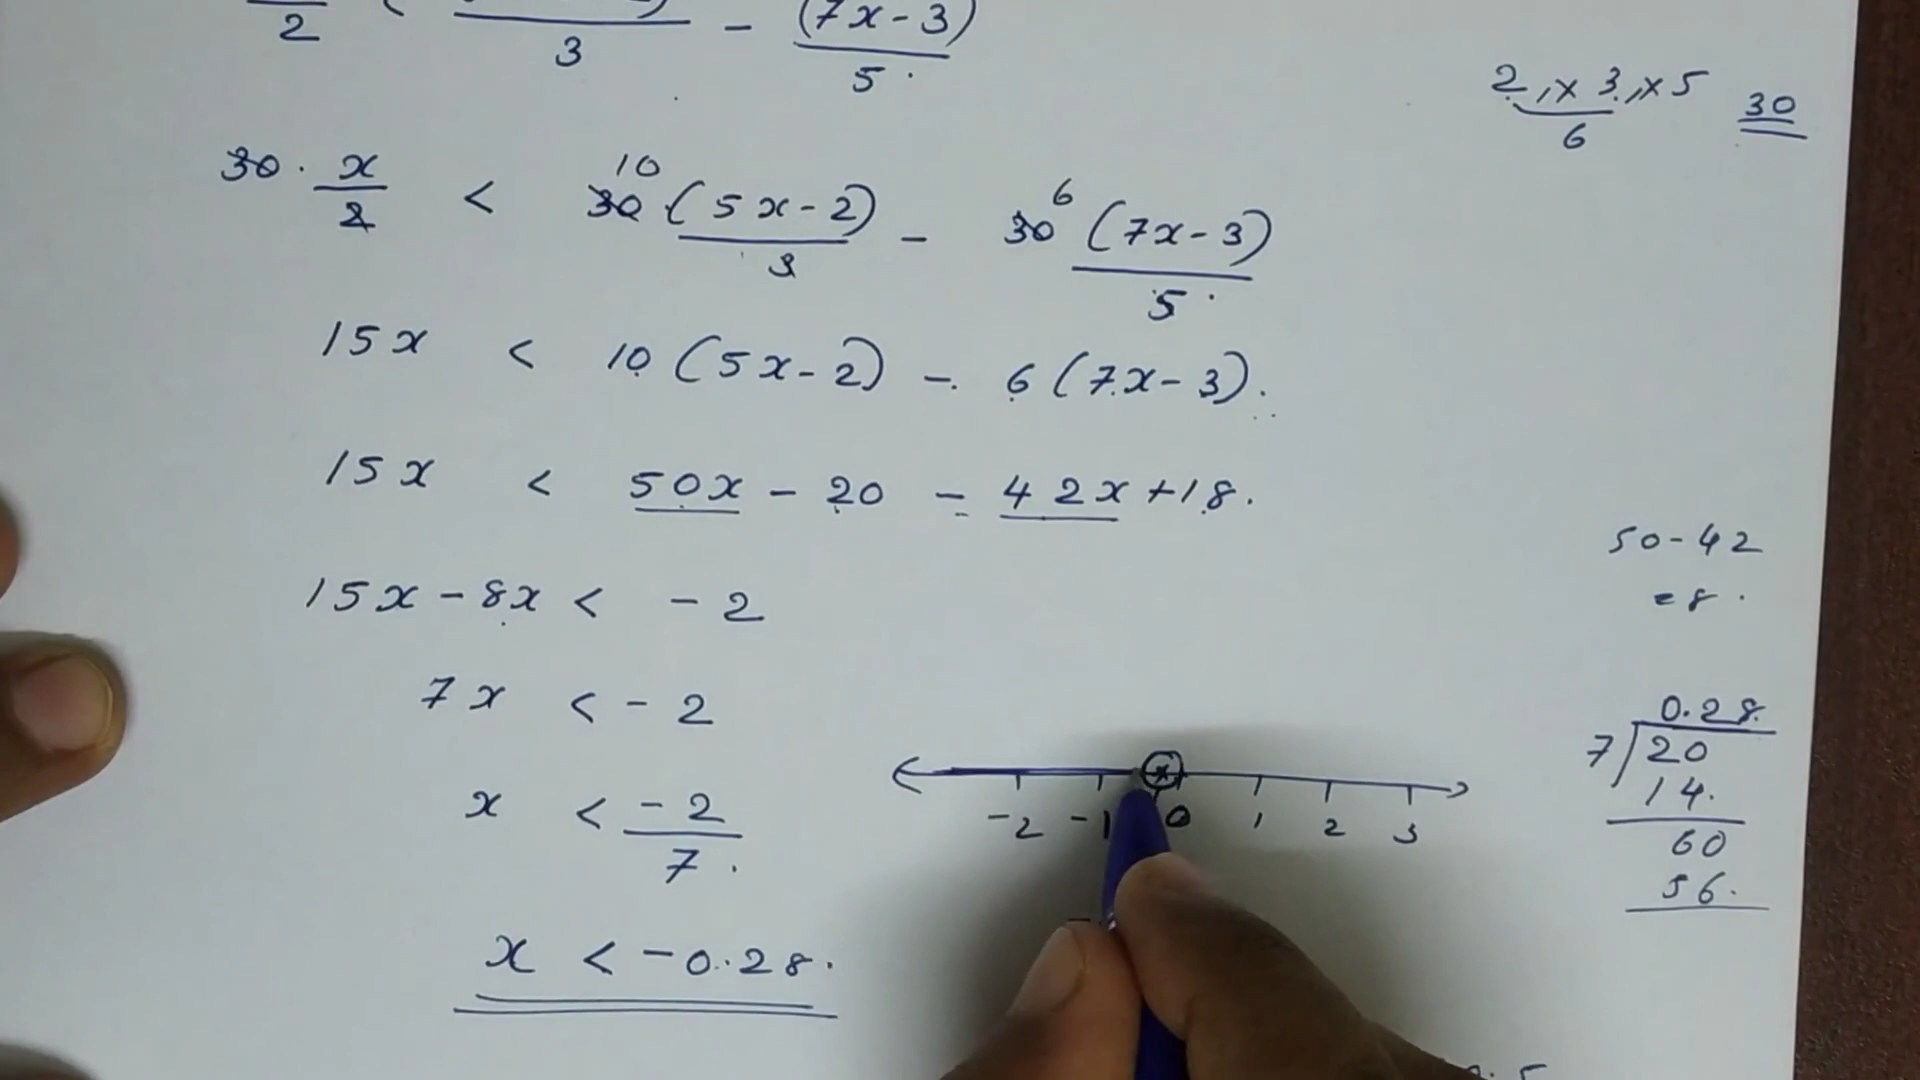 2 3 - (7x-3) 5
2, x 3, x 5 30
6
30 . x/2 < 30 10 (5x-2)/3 - 30 6 (7x-3)/5
15x < 10 (5x-2) - 6 (7x-3).
15x < 50x - 20 - 42x + 18.
50-42
= 8.
15x - 8x < -2
7x < -2
x < -2/7.
x < -0.28.
-2 -1 0 1 2 3
0.28.
7 20
14.
60
56.